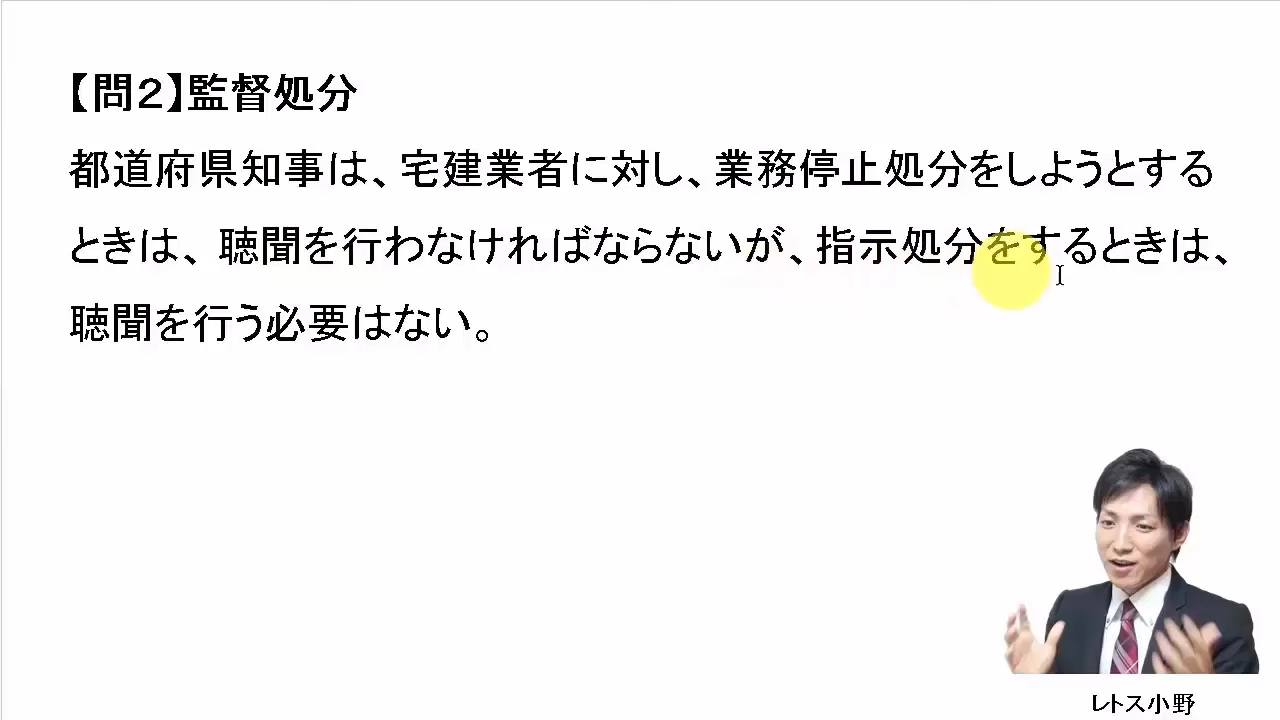 【問２】監督処分
都道府県知事は、宅建業者に対し、業務停止処分をしようとする
ときは、聴聞を行わなければならないが、指示処分をするときは、
聴聞を行う必要はない。
レトス小野